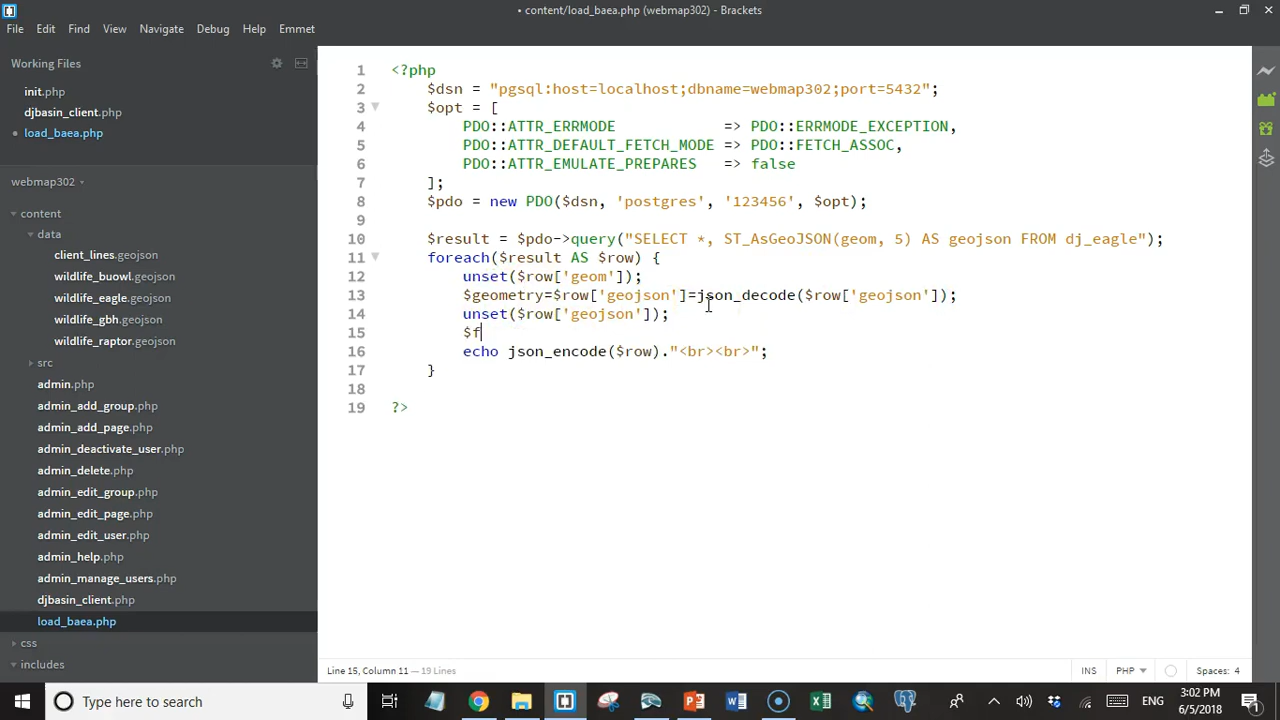 • content/load_baea.php (webmap302) - Brackets
File Edit Find View Navigate Debug Help Emmet
Working Files
init.php
djbasin_client.php
• load_baea.php
webmap302
content
data
client_lines.geojson
wildlife_buowl.geojson
wildlife_eagle.geojson
wildlife_gbh.geojson
wildlife_raptor.geojson
src
admin.php
admin_add_group.php
admin_add_page.php
admin_deactivate_user.php
admin_delete.php
admin_edit_group.php
admin_edit_page.php
admin_edit_user.php
admin_help.php
admin_manage_users.php
djbasin_client.php
load_baea.php
css
includes
1 <?php
2 $dsn = "pgsql:host=localhost;dbname=webmap302;port=5432";
3 $opt = [
4 PDO::ATTR_ERRMODE => PDO::ERRMODE_EXCEPTION,
5 PDO::ATTR_DEFAULT_FETCH_MODE => PDO::FETCH_ASSOC,
6 PDO::ATTR_EMULATE_PREPARES => false
7 ];
8 $pdo = new PDO($dsn, 'postgres', '123456', $opt);
9
10 $result = $pdo->query("SELECT *, ST_AsGeoJSON(geom, 5) AS geojson FROM dj_eagle");
11 foreach($result AS $row) {
12 unset($row['geom']);
13 $geometry=$row['geojson']=json_decode($row['geojson']);
14 unset($row['geojson']);
15 $f
16 echo json_encode($row)."<br><br>";
17 }
18
19 ?>
Line 15, Column 11 — 19 Lines
INS PHP Spaces: 4
Type here to search
ENG
3:02 PM
6/5/2018